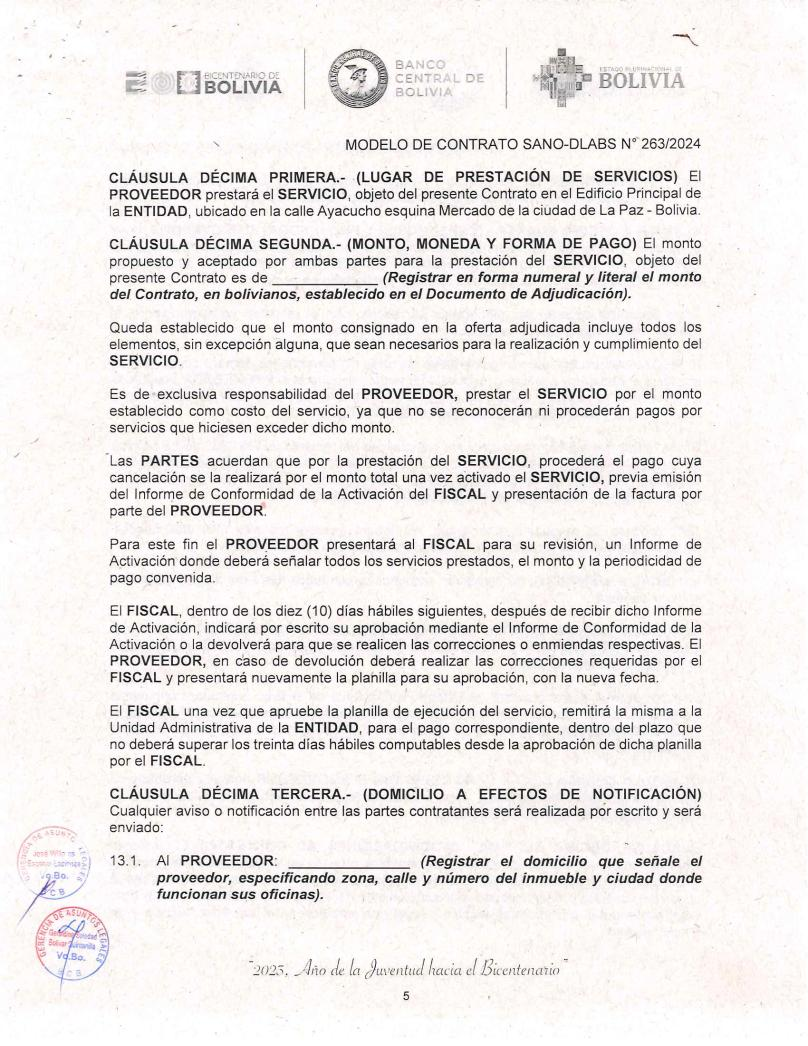 BICENTENARIO DE
BOLIVIA
BANCO
CENTRAL DE
BOLIVIA
ESTADO PLURINACIONAL DE
BOLIVIA
MODELO DE CONTRATO SANO-DLABS N° 263/2024
CLÁUSULA DÉCIMA PRIMERA.- (LUGAR DE PRESTACIÓN DE SERVICIOS) El
PROVEEDOR prestará el SERVICIO, objeto del presente Contrato en el Edificio Principal de
la ENTIDAD, ubicado en la calle Ayacucho esquina Mercado de la ciudad de La Paz - Bolivia.
CLÁUSULA DÉCIMA SEGUNDA.- (MONTO, MONEDA Y FORMA DE PAGO) El monto
propuesto y aceptado por ambas partes para la prestación del SERVICIO, objeto del
presente Contrato es de _______________ (Registrar en forma numeral y literal el monto
del Contrato, en bolivianos, establecido en el Documento de Adjudicación).
Queda establecido que el monto consignado en la oferta adjudicada incluye todos los
elementos, sin excepción alguna, que sean necesarios para la realización y cumplimiento del
SERVICIO.
Es de exclusiva responsabilidad del PROVEEDOR, prestar el SERVICIO por el monto
establecido como costo del servicio, ya que no se reconocerán ni procederán pagos por
servicios que hiciesen exceder dicho monto.
Las PARTES acuerdan que por la prestación del SERVICIO, procederá el pago cuya
cancelación se la realizará por el monto total una vez activado el SERVICIO, previa emisión
del Informe de Conformidad de la Activación del FISCAL y presentación de la factura por
parte del PROVEEDOR.
Para este fin el PROVEEDOR presentará al FISCAL para su revisión, un Informe de
Activación donde deberá señalar todos los servicios prestados, el monto y la periodicidad de
pago convenida.
El FISCAL, dentro de los diez (10) días hábiles siguientes, después de recibir dicho Informe
de Activación, indicará por escrito su aprobación mediante el Informe de Conformidad de la
Activación o la devolverá para que se realicen las correcciones o enmiendas respectivas. El
PROVEEDOR, en caso de devolución deberá realizar las correcciones requeridas por el
FISCAL y presentará nuevamente la planilla para su aprobación, con la nueva fecha.
El FISCAL una vez que apruebe la planilla de ejecución del servicio, remitirá la misma a la
Unidad Administrativa de la ENTIDAD, para el pago correspondiente, dentro del plazo que
no deberá superar los treinta días hábiles computables desde la aprobación de dicha planilla
por el FISCAL.
CLÁUSULA DÉCIMA TERCERA.- (DOMICILIO A EFECTOS DE NOTIFICACIÓN)
Cualquier aviso o notificación entre las partes contratantes será realizada por escrito y será
enviado:
13.1. Al PROVEEDOR: _______________ (Registrar el domicilio que señale el
proveedor, especificando zona, calle y número del inmueble y ciudad donde
funcionan sus oficinas).
GERENCIA DE ASUNTOS LEGALES
Vo.Bo.
BCB
GERENCIA DE ASUNTOS LEGALES
Soledad
Bolivar
Vo.Bo.
BCB
"2025, Año de la Juventud hacia el Bicentenario"
5